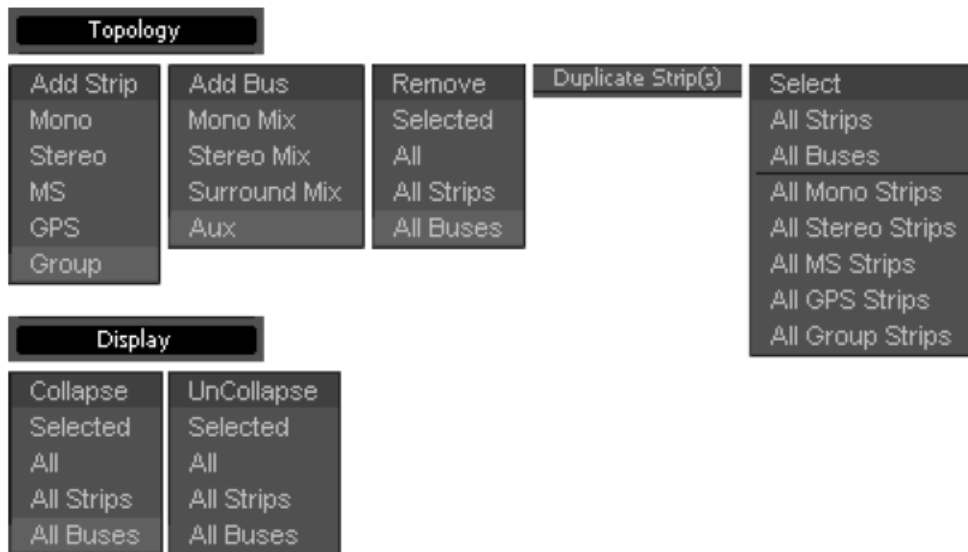 Topology
Add Strip
Mono
Stereo
MS
GPS
Group
Add Bus
Mono Mix
Stereo Mix
Surround Mix
Aux
Remove
Selected
All
All Strips
All Buses
Duplicate Strip(s)
Select
All Strips
All Buses
All Mono Strips
All Stereo Strips
All MS Strips
All GPS Strips
All Group Strips
Display
Collapse
Selected
All
All Strips
All Buses
UnCollapse
Selected
All
All Strips
All Buses